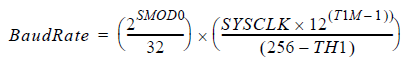 BaudRate = (2^SMOD0 / 32) × (SYSCLK × 12^(T1M – 1) / (256 – TH1))